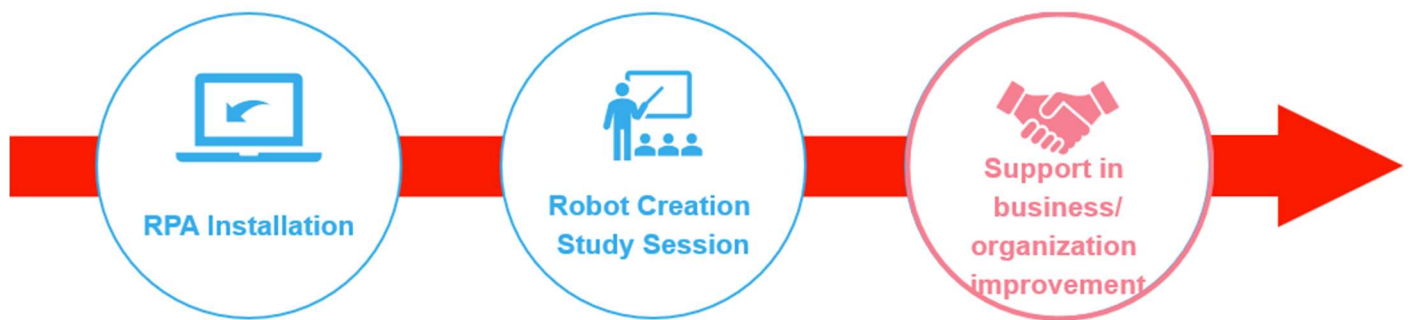 RPA Installation
Robot Creation
Study Session
Support in
business/
organization
improvement